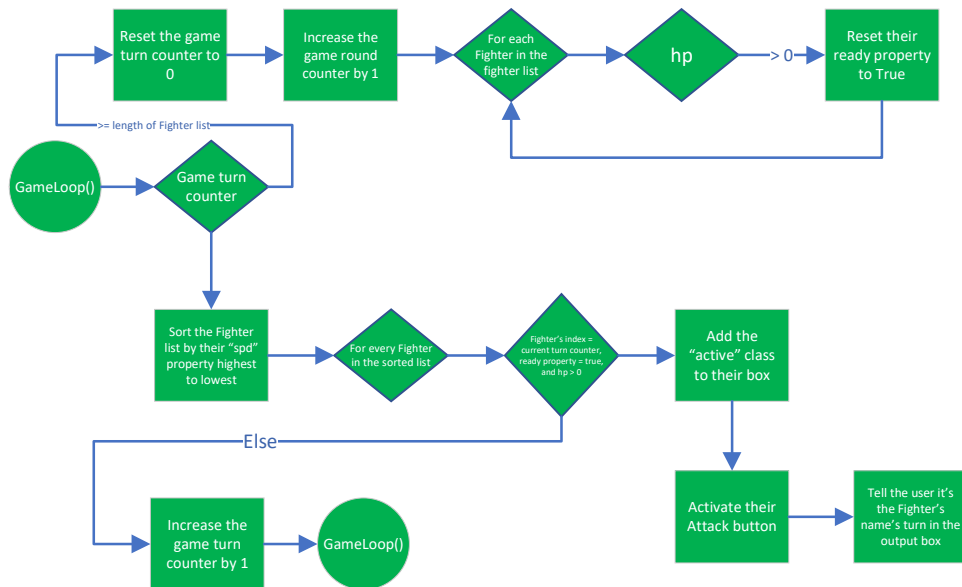 Reset the game
turn counter to
0
Increase the
game round
counter by 1
For each
Fighter in the
fighter list
hp
> 0
Reset their
ready property
to True
>= length of Fighter list
GameLoop()
Game turn
counter
Sort the Fighter
list by their “spd”
property highest
to lowest
For every Fighter
in the sorted list
Fighter’s index =
current turn counter,
ready property = true,
and hp > 0
Add the
“active” class
to their box
Else
Increase the
game turn
counter by 1
GameLoop()
Activate their
Attack button
Tell the user it’s
the Fighter’s
name’s turn in the
output box